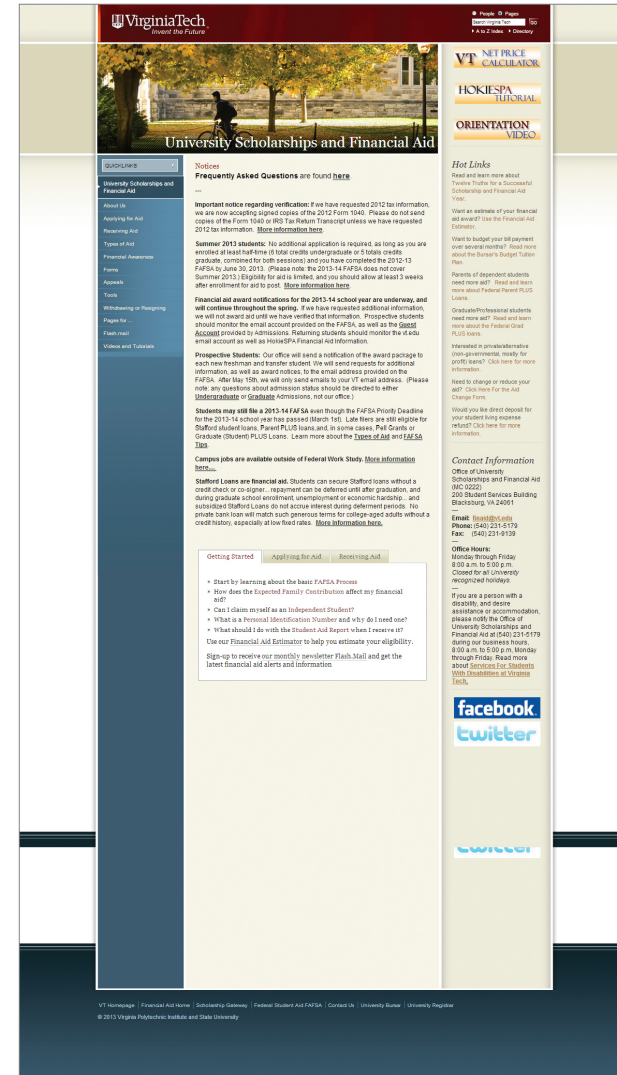 VirginiaTech
Invent the Future
People Pages
Search Virginia Tech GO
A to Z Index Directory
University Scholarships and Financial Aid
VT NET PRICE
CALCULATOR
HOKIESPA
TUTORIAL
ORIENTATION
VIDEO
QUICKLINKS
University Scholarships and
Financial Aid
About Us
Applying for Aid
Receiving Aid
Types of Aid
Financial Awareness
Forms
Appeals
Tools
Withdrawing or Resigning
Pages for ...
Flash.mail
Videos and Tutorials
Notices
Frequently Asked Questions are found here.
---
Important notice regarding verification: If we have requested 2012 tax information,
we are now accepting signed copies of the 2012 Form 1040. Please do not send
copies of the Form 1040 or IRS Tax Return Transcript unless we have requested
2012 tax information. More information here.
Summer 2013 students: No additional application is required, as long as you are
enrolled at least half-time (6 total credits undergraduate or 5 totals credits
graduate, combined for both sessions) and you have completed the 2012-13
FAFSA by June 30, 2013. (Please note: the 2013-14 FAFSA does not cover
Summer 2013.) Eligibility for aid is limited, and you should allow at least 3 weeks
after enrollment for aid to post. More information here.
Financial aid award notifications for the 2013-14 school year are underway, and
will continue throughout the spring. If we have requested additional information,
we will not award aid until we have verified that information. Prospective students
should monitor the email account provided on the FAFSA, as well as the Guest
Account provided by Admissions. Returning students should monitor the vt.edu
email account as well as HokieSPA Financial Aid Information.
Prospective Students: Our office will send a notification of the award package to
each new freshman and transfer student. We will send requests for additional
information, as well as award notices, to the email address provided on the
FAFSA. After May 15th, we will only send emails to your VT email address. (Please
note: any questions about admission status should be directed to either
Undergraduate or Graduate Admissions, not our office.)
Students may still file a 2013-14 FAFSA even though the FAFSA Priority Deadline
for the 2013-14 school year has passed (March 1st). Late filers are still eligible for
Stafford student loans, Parent PLUS loans,and, in some cases, Pell Grants or
Graduate (Student) PLUS Loans. Learn more about the Types of Aid and FAFSA
Tips.
Campus jobs are available outside of Federal Work Study. More information
here....
Stafford Loans are financial aid. Students can secure Stafford loans without a
credit check or co-signer... repayment can be deferred until after graduation, and
during graduate school enrollment, unemployment or economic hardship... and
subsidized Stafford Loans do not accrue interest during deferment periods. No
private bank loan will match such generous terms for college-aged adults without a
credit history, especially at low fixed rates. More information here.
Getting Started Applying for Aid Receiving Aid
Start by learning about the basic FAFSA Process
How does the Expected Family Contribution affect my financial
aid?
Can I claim myself as an Independent Student?
What is a Personal Identification Number and why do I need one?
What should I do with the Student Aid Report when I receive it?
Use our Financial Aid Estimator to help you estimate your eligibility.
Sign-up to receive our monthly newsletter Flash.Mail and get the
latest financial aid alerts and information
Hot Links
Read and learn more about
Twelve Truths for a Successful
Scholarship and Financial Aid
Year.
Want an estimate of your financial
aid award? Use the Financial Aid
Estimator.
Want to budget your bill payment
over several months? Read more
about the Bursar's Budget Tuition
Plan.
Parents of dependent students
need more aid? Read and learn
more about Federal Parent PLUS
Loans.
Graduate/Professional students
need more aid? Read and learn
more about the Federal Grad
PLUS loans.
Interested in private/alternative
(non-governmental, mostly for
profit) loans? Click here for more
information.
Need to change or reduce your
aid? Click Here For the Aid
Change Form.
Would you like direct deposit for
your student living expense
refund? Click here for more
information.
Contact Information
Office of University
Scholarships and Financial Aid
(MC 0222)
200 Student Services Building
Blacksburg, VA 24061
---
Email: finaid@vt.edu
Phone: (540) 231-5179
Fax: (540) 231-9139
---
Office Hours:
Monday through Friday
8:00 a.m. to 5:00 p.m.
Closed for all University
recognized holidays.
---
If you are a person with a
disability, and desire
assistance or accommodation,
please notify the Office of
University Scholarships and
Financial Aid at (540) 231-5179
during our business hours,
8:00 a.m. to 5:00 p.m, Monday
through Friday. Read more
about Services For Students
With Disabilities at Virginia
Tech.
facebook
twitter
twitter
VT Homepage | Financial Aid Home | Scholarship Gateway | Federal Student Aid FAFSA | Contact Us | University Bursar | University Registrar
© 2013 Virginia Polytechnic Institute and State University